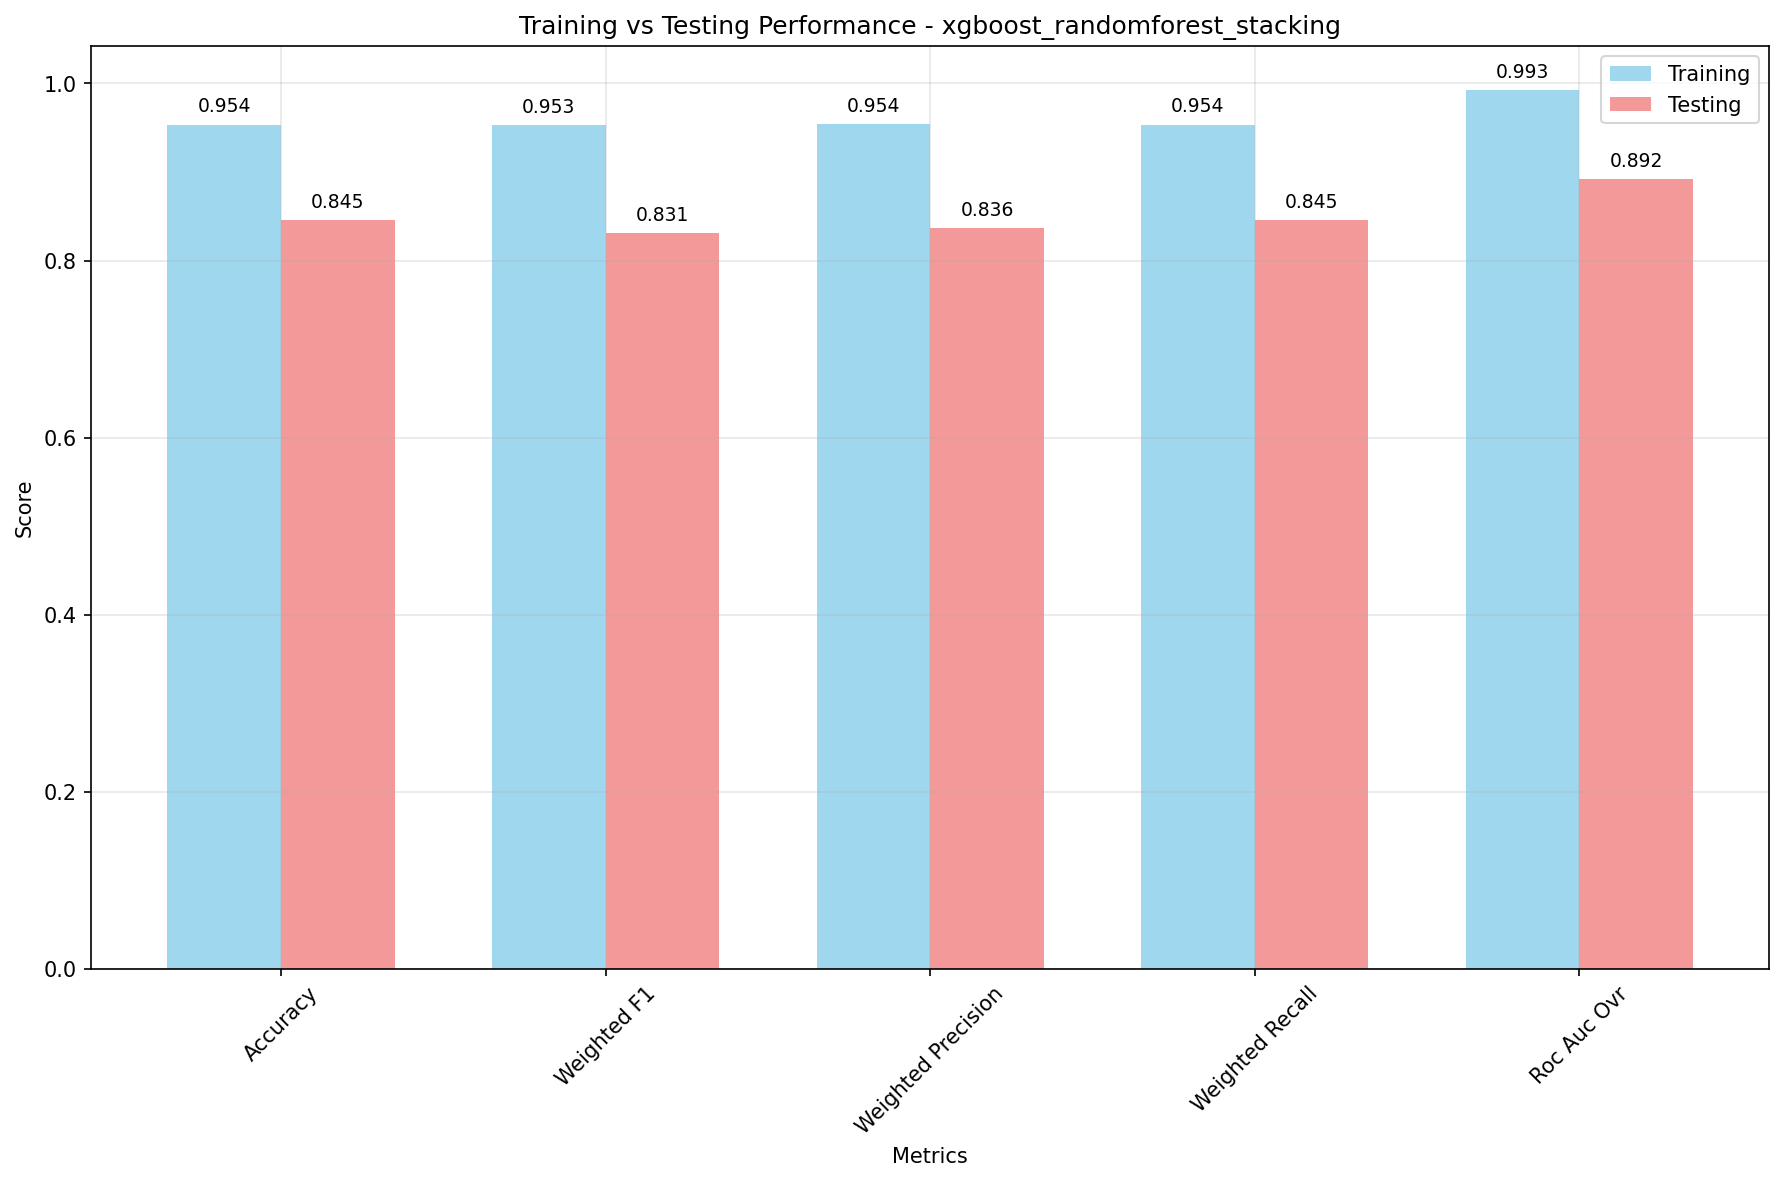 Training vs Testing Performance - xgboost_randomforest_stacking
Training
Testing
Score
1.0
0.8
0.6
0.4
0.2
0.0
0.954
0.845
0.953
0.831
0.954
0.836
0.954
0.845
0.993
0.892
Accuracy
Weighted F1
Weighted Precision
Weighted Recall
Roc Auc Ovr
Metrics